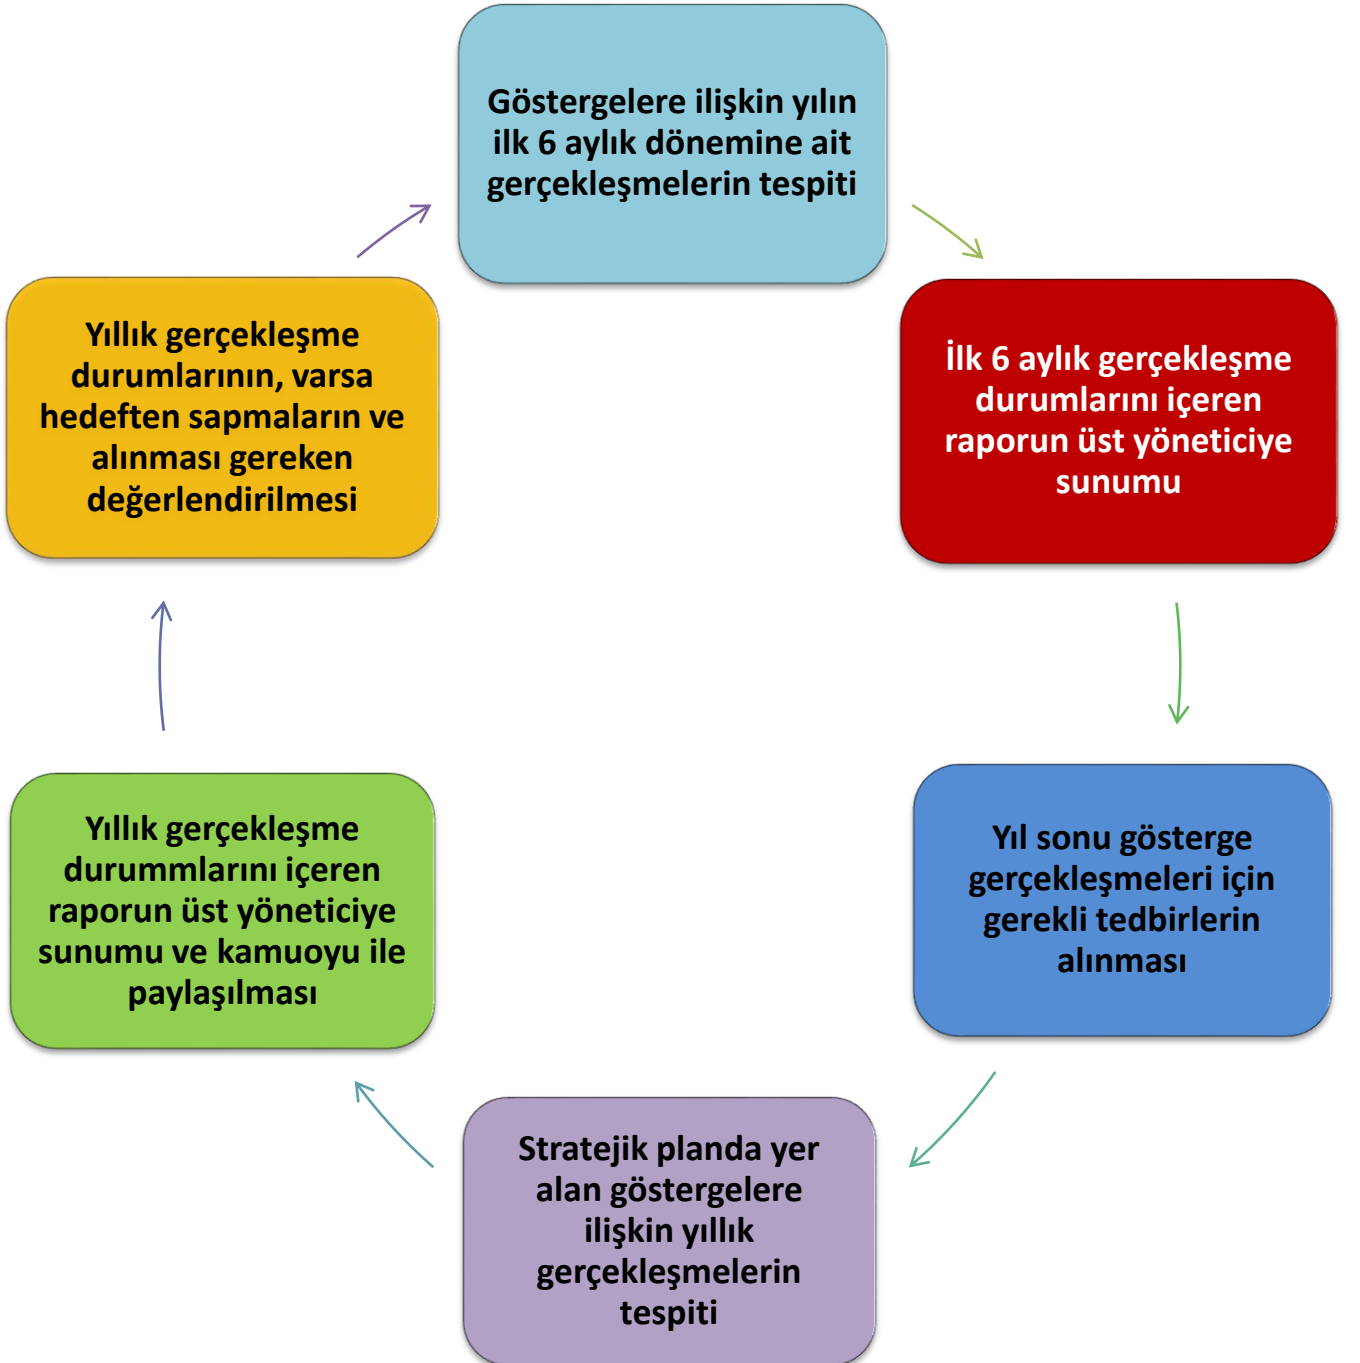 Göstergelere ilişkin yılın
ilk 6 aylık dönemine ait
gerçekleşmelerin tespiti
İlk 6 aylık gerçekleşme
durumlarını içeren
raporun üst yöneticiye
sunumu
Yıl sonu gösterge
gerçekleşmeleri için
gerekli tedbirlerin
alınması
Stratejik planda yer
alan göstergelere
ilişkin yıllık
gerçekleşmelerin
tespiti
Yıllık gerçekleşme
durummlarını içeren
raporun üst yöneticiye
sunumu ve kamuoyu ile
paylaşılması
Yıllık gerçekleşme
durumlarının, varsa
hedeften sapmaların ve
alınması gereken
değerlendirilmesi